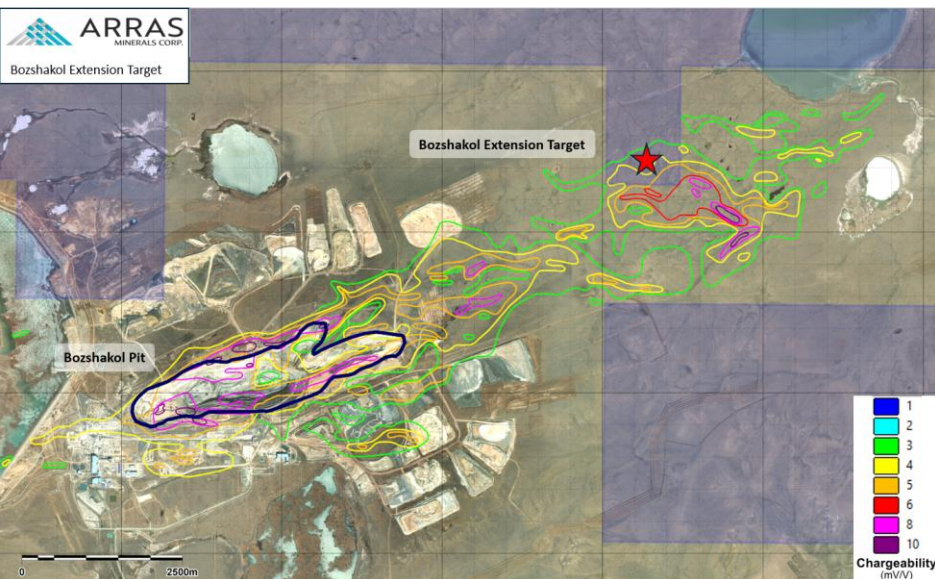 ARRAS
MINERALS CORP.
Bozshakol Extension Target
Bozshakol Extension Target
Bozshakol Pit
1
2
3
4
5
6
8
10
Chargeability
(mV/V)
0 2500m